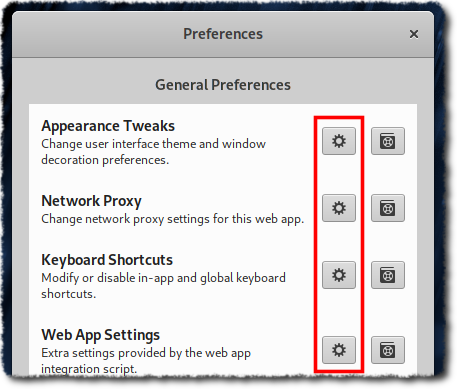 Preferences
General Preferences
Appearance Tweaks
Change user interface theme and window
decoration preferences.
Network Proxy
Change network proxy settings for this web app.
Keyboard Shortcuts
Modify or disable in-app and global keyboard
shortcuts.
Web App Settings
Extra settings provided by the web app
integration script.